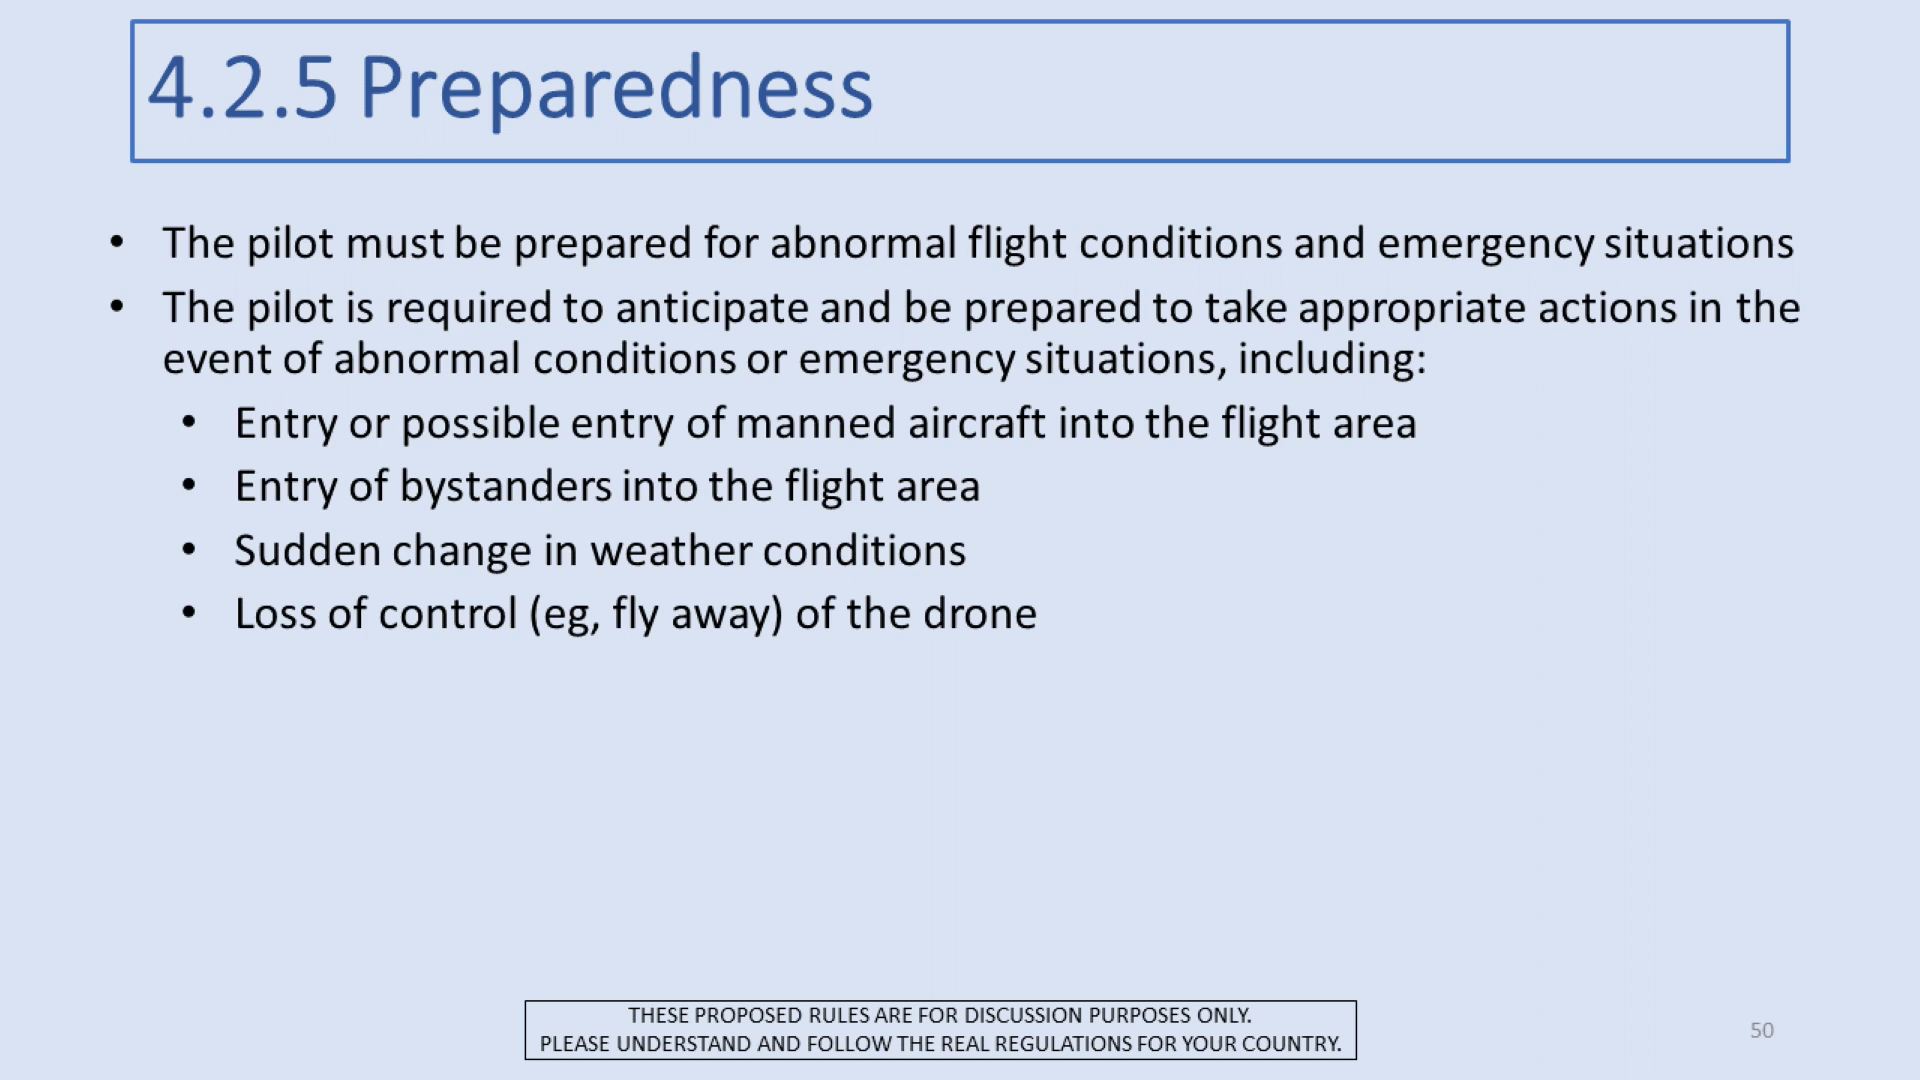 4.2.5 Preparedness
• The pilot must be prepared for abnormal flight conditions and emergency situations
• The pilot is required to anticipate and be prepared to take appropriate actions in the
event of abnormal conditions or emergency situations, including:
• Entry or possible entry of manned aircraft into the flight area
• Entry of bystanders into the flight area
• Sudden change in weather conditions
• Loss of control (eg, fly away) of the drone
THESE PROPOSED RULES ARE FOR DISCUSSION PURPOSES ONLY.
PLEASE UNDERSTAND AND FOLLOW THE REAL REGULATIONS FOR YOUR COUNTRY.
50